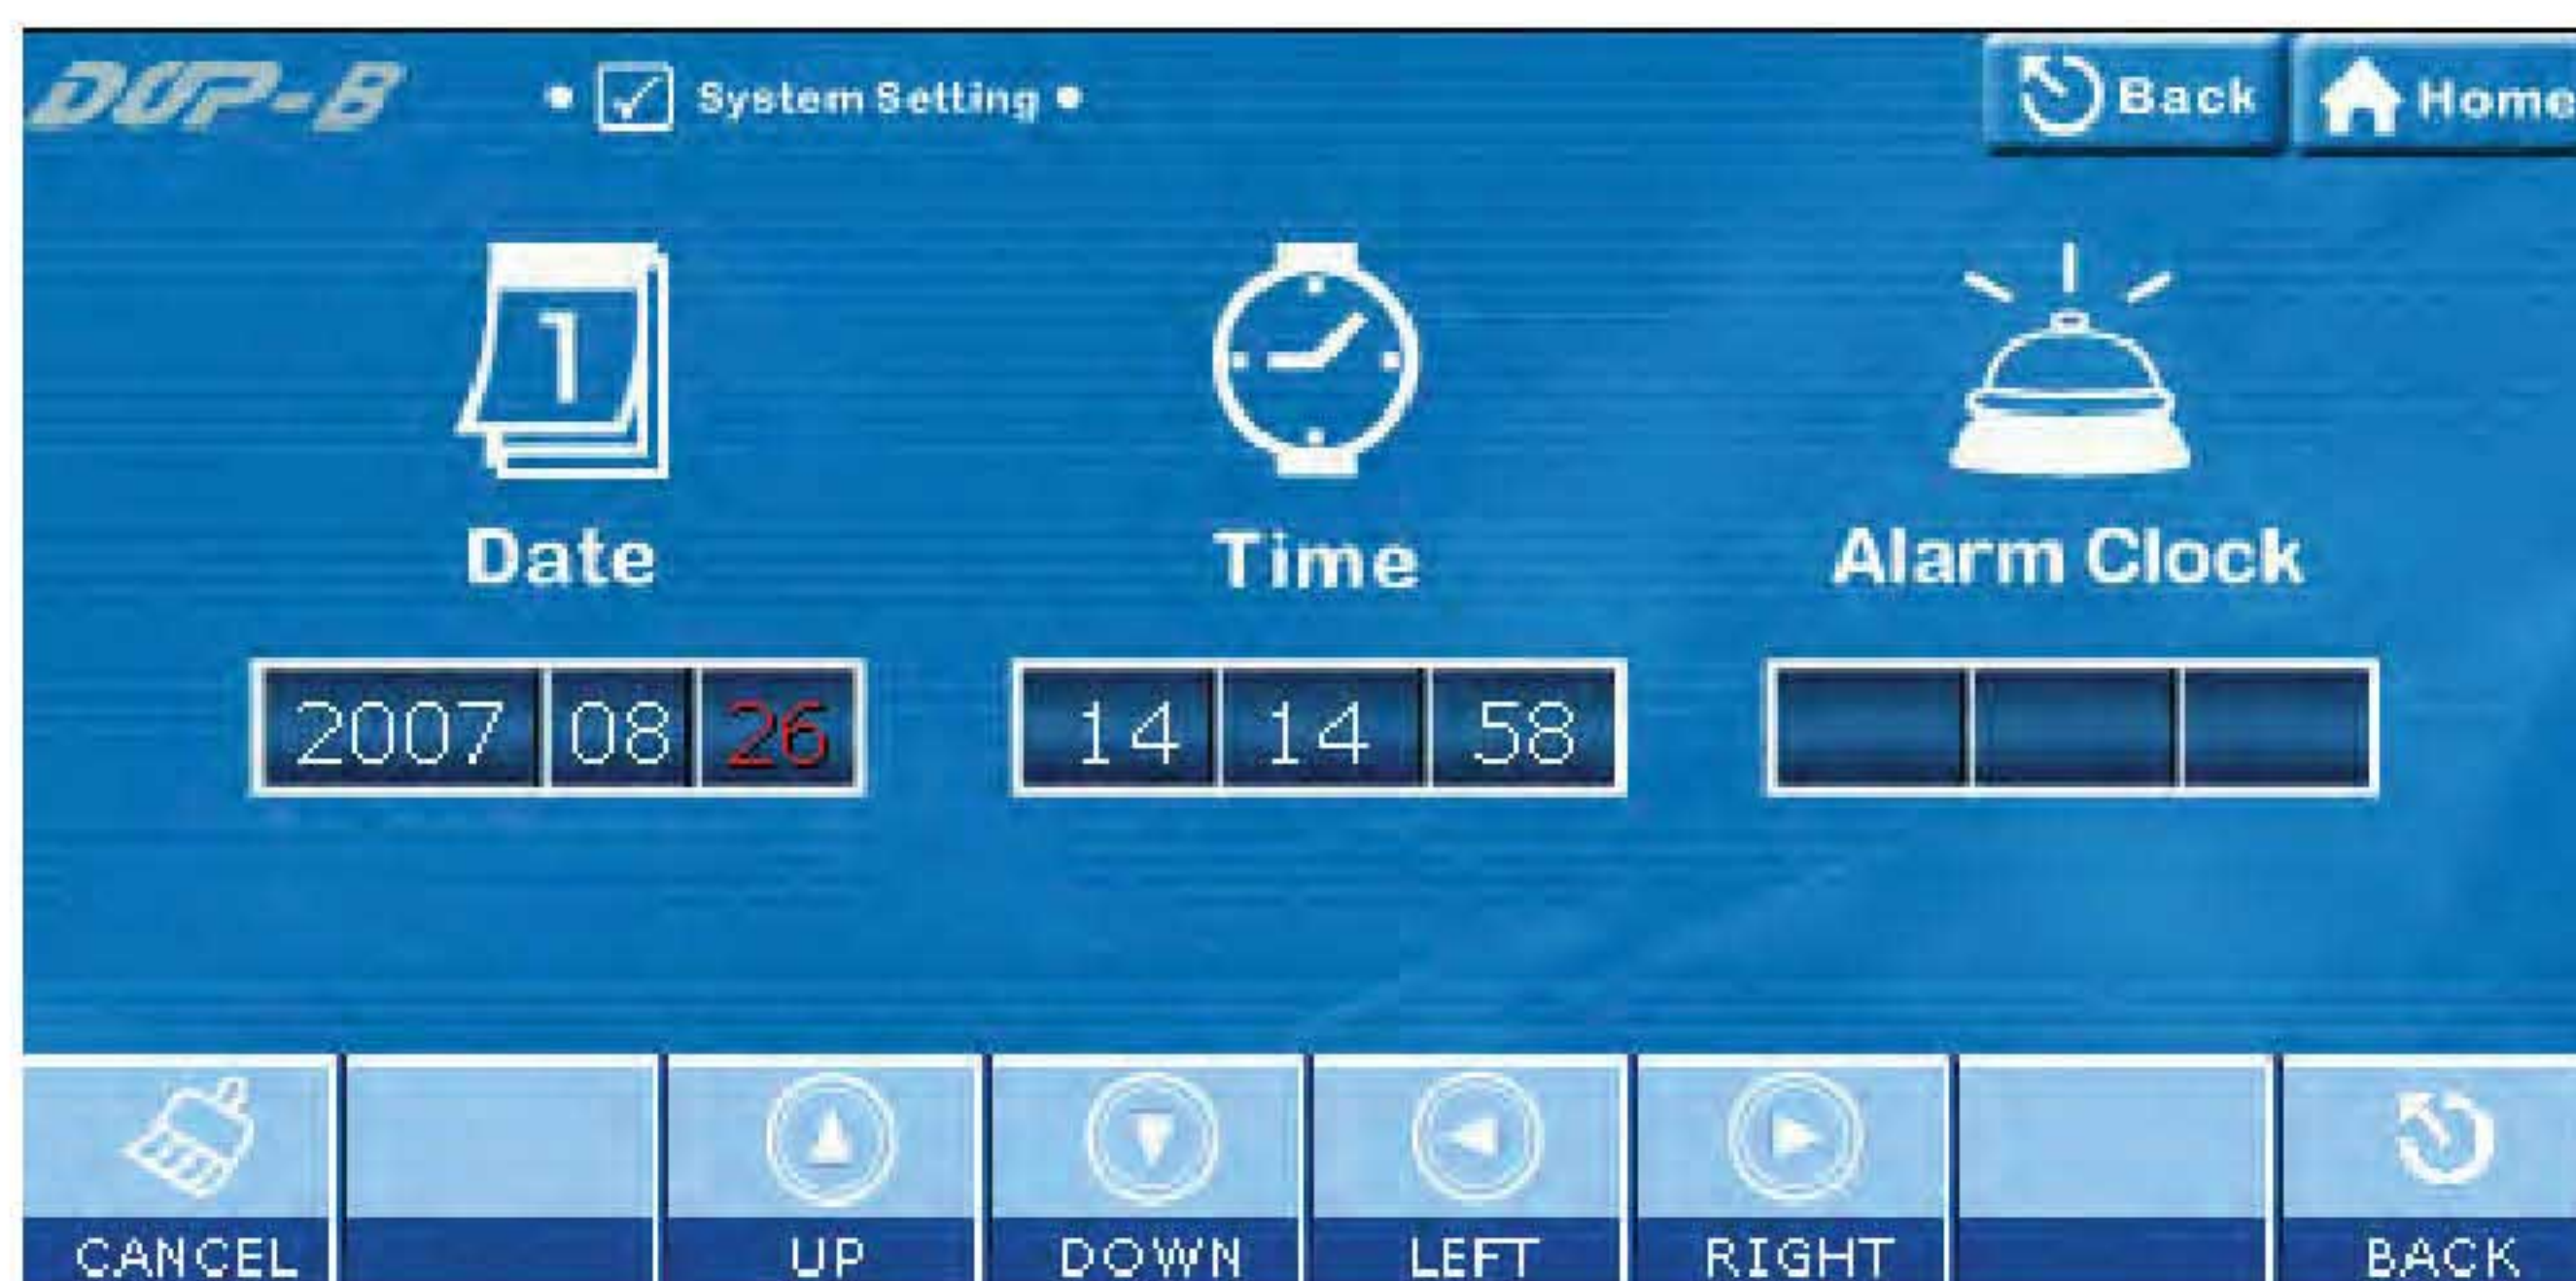 DOP-B System Setting Back Home
1
Date Time Alarm Clock
2007 08 26 14 14 58
CANCEL UP DOWN LEFT RIGHT BACK